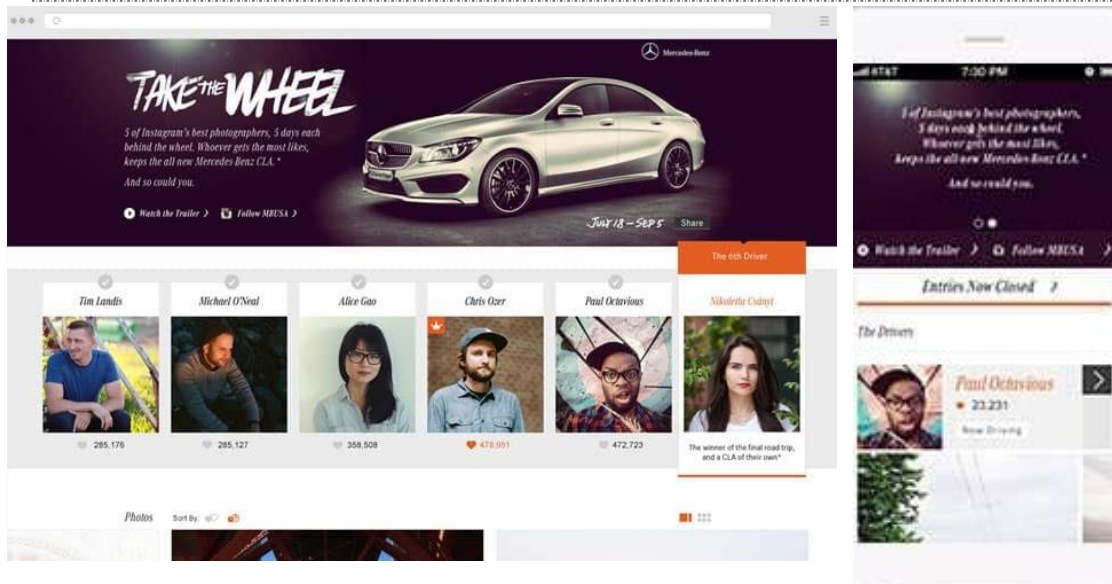 Mercedes-Benz
TAKE THE WHEEL
5 of Instagram's best photographers, 5 days each
behind the wheel. Whoever gets the most likes,
keeps the all new Mercedes-Benz CLA. *
And so could you.
Watch the Trailer
Follow MBUSA
JULY 18 – SEP 5
Share
The 6th Driver
Tim Landis
Michael O'Neal
Alice Gao
Chris Ozer
Paul Octavious
Nikoletta Csányi
285,176
285,127
358,508
478,951
472,723
The winner of the final road trip,
and a CLA of their own*
Photos
Sort By:
AT&T
7:00 PM
5 of Instagram's best photographers,
5 days each behind the wheel.
Whoever gets the most likes,
keeps the all new Mercedes-Benz CLA. *
And so could you.
Watch the Trailer
Follow MBUSA
Entries Now Closed
The Drivers
Paul Octavious
23,231
Now Driving